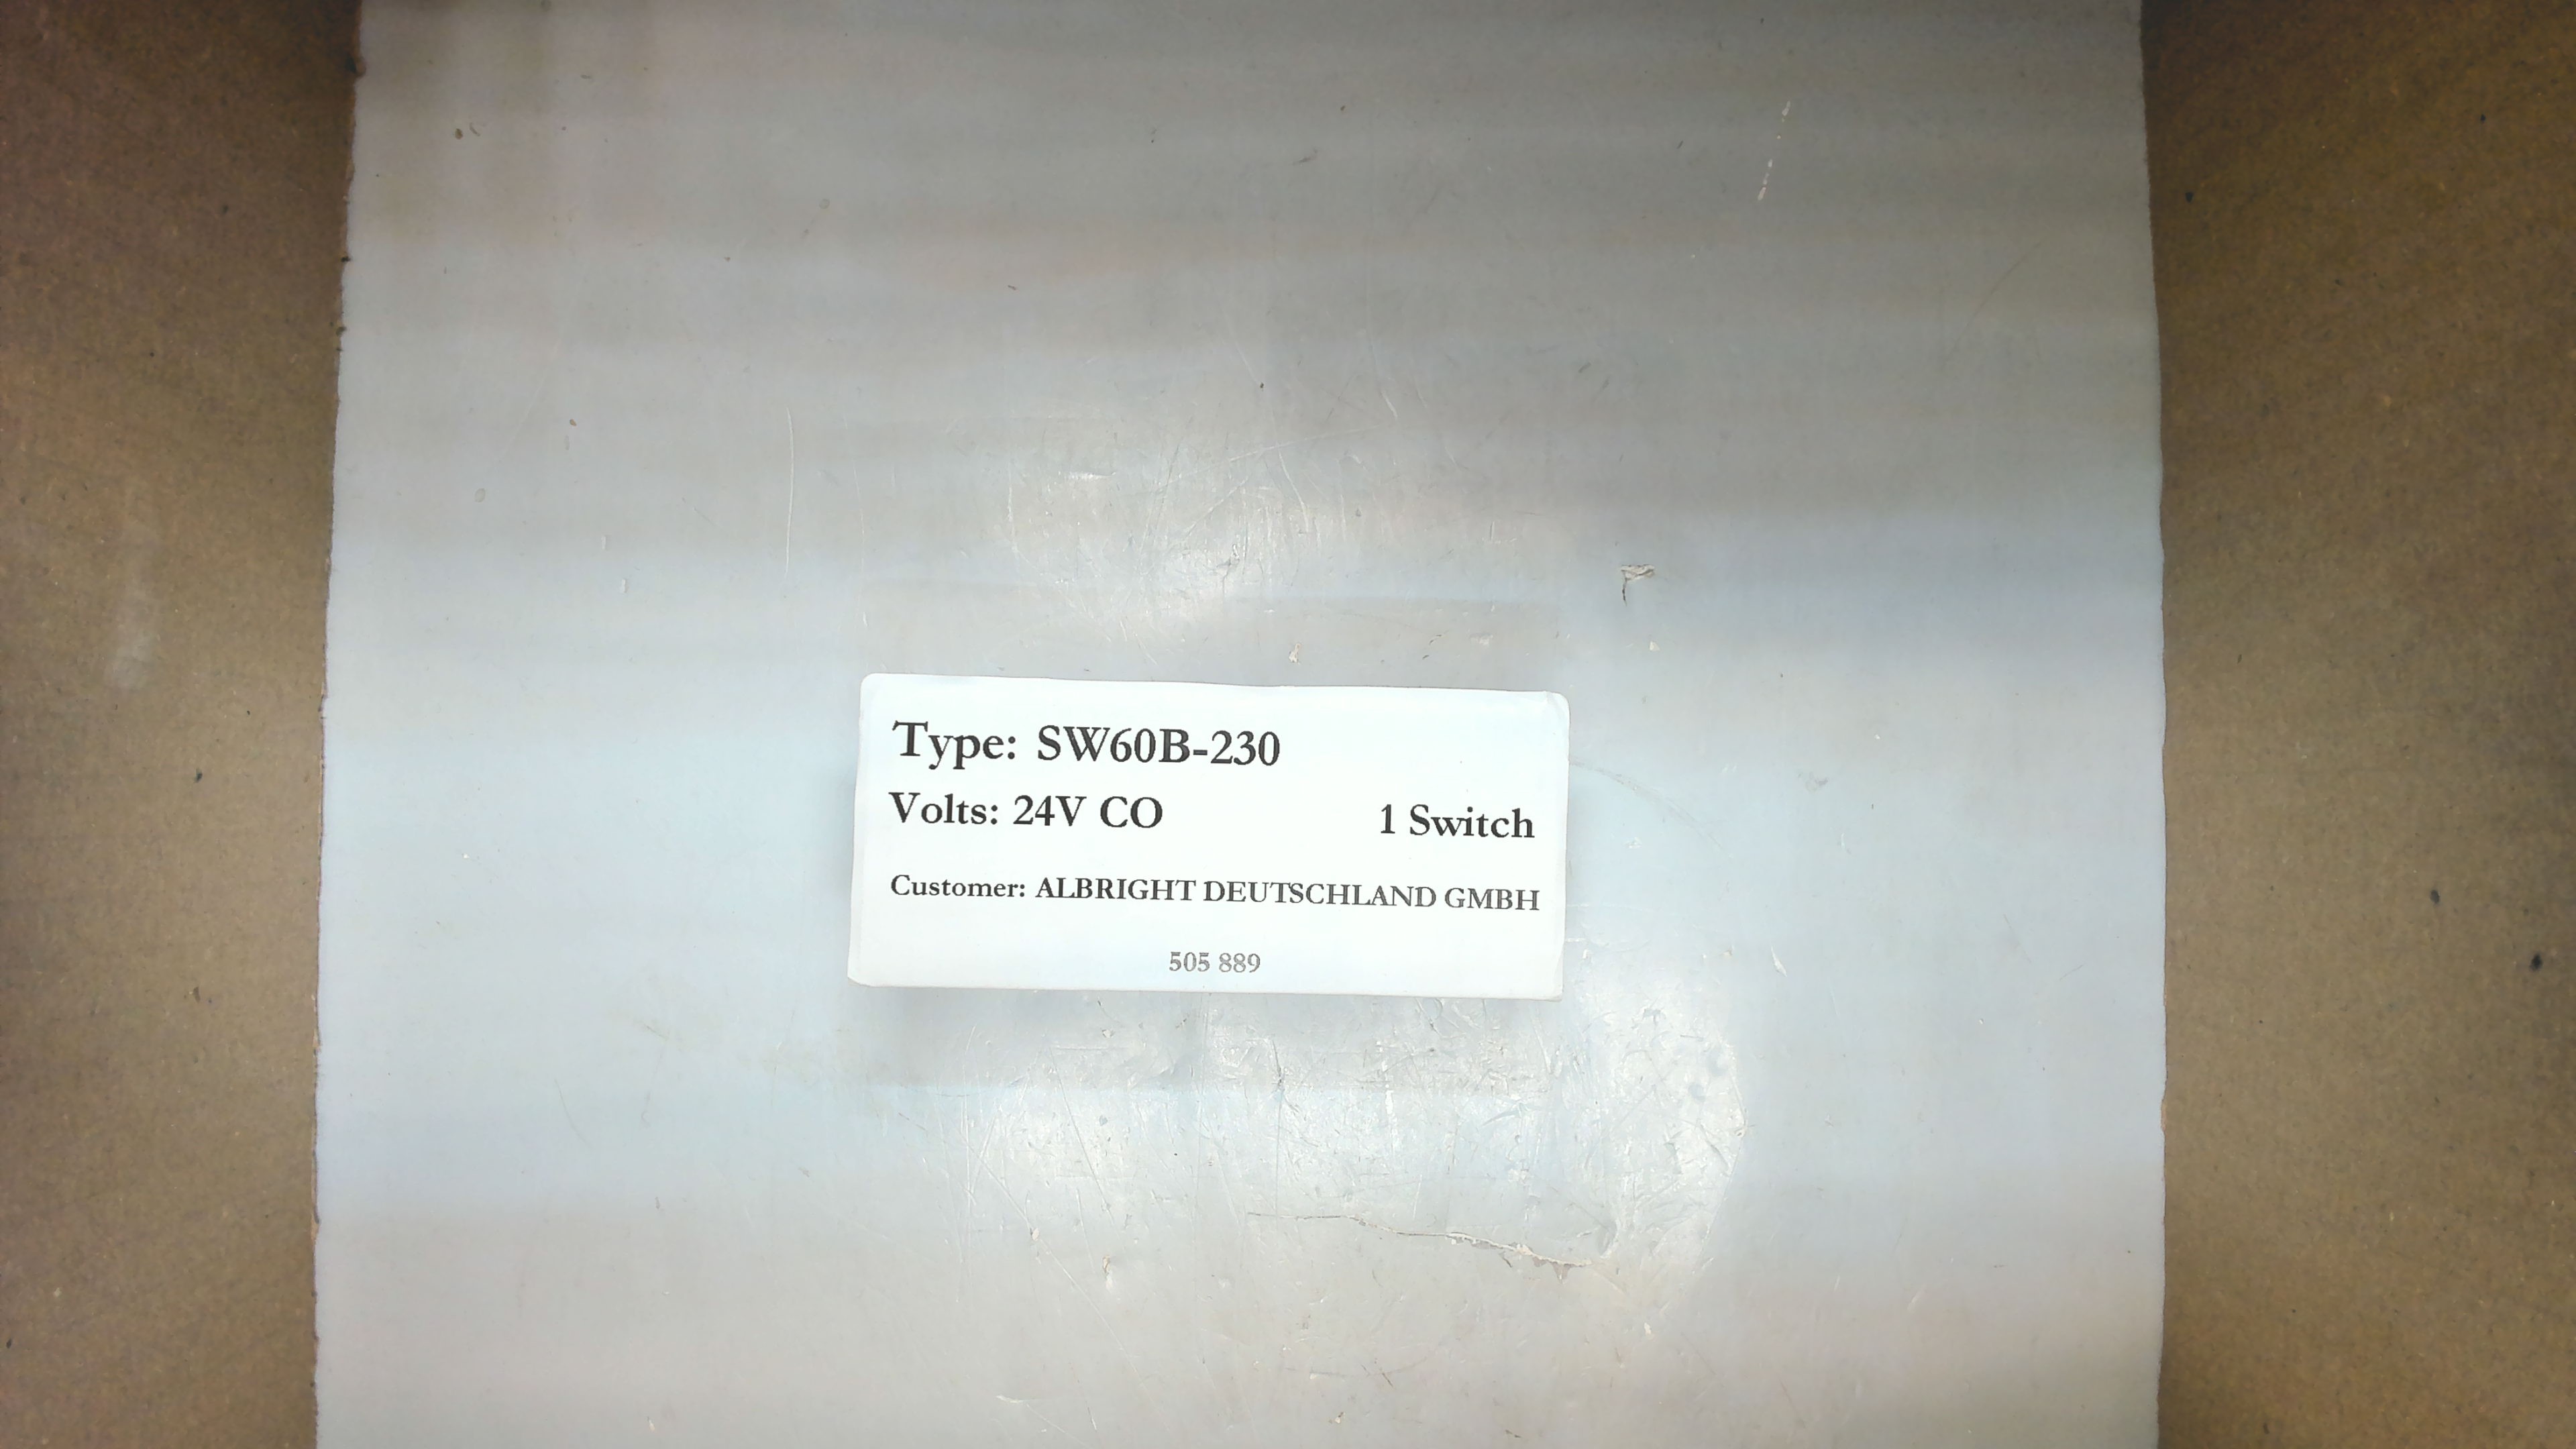 Type: SW60B-230
Volts: 24V CO 1 Switch
Customer: ALBRIGHT DEUTSCHLAND GMBH
505 889